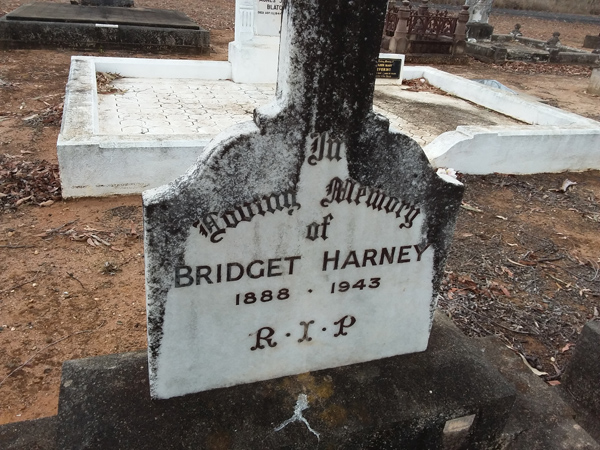 In
Loving Memory
of
BRIDGET HARNEY
1888 · 1943
R · I · P